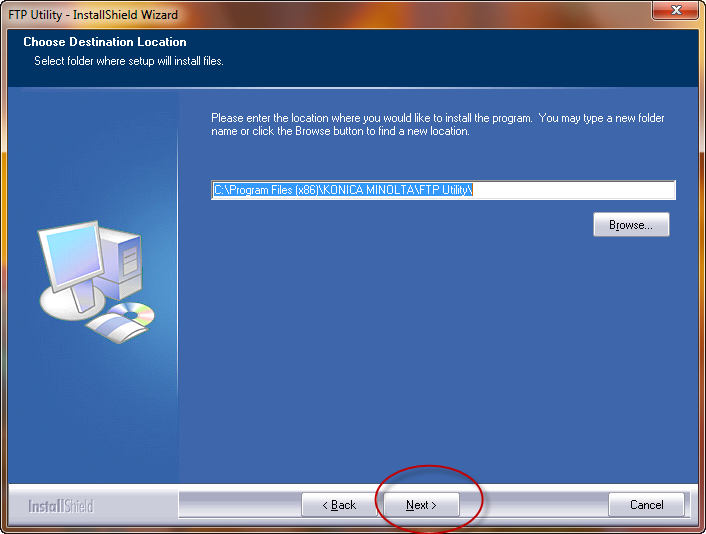 FTP Utility - InstallShield Wizard
X
Choose Destination Location
Select folder where setup will install files.
Please enter the location where you would like to install the program. You may type a new folder
name or click the Browse button to find a new location.
C:\Program Files (x86)\KONICA MINOLTA\FTP Utility\
Browse...
InstallShield
< Back
Next >
Cancel